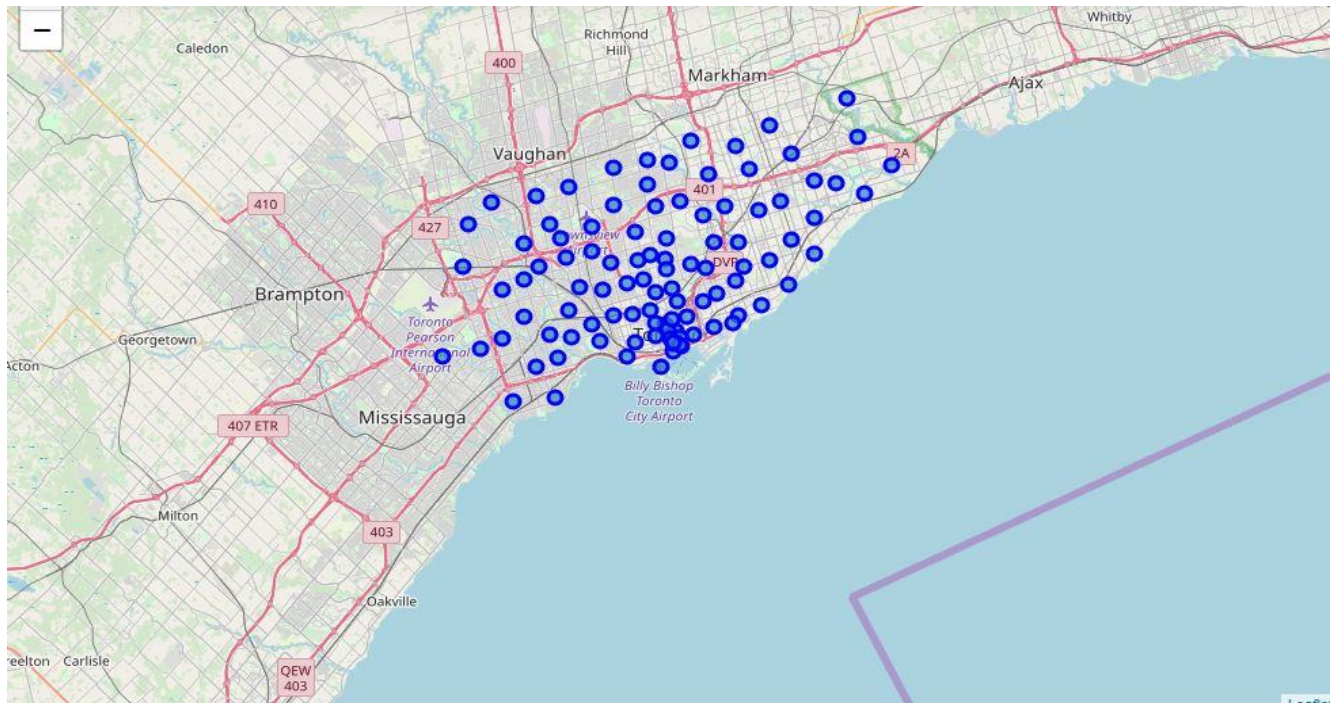 −
Caledon
Richmond
Hill
Whitby
400
Markham
Ajax
Vaughan
2A
401
410
427
DVP
Brampton
Toronto
Pearson
International
Airport
Georgetown
Acton
Billy Bishop
Toronto
City Airport
Mississauga
407 ETR
Milton
403
Oakville
Carlisle
QEW
403